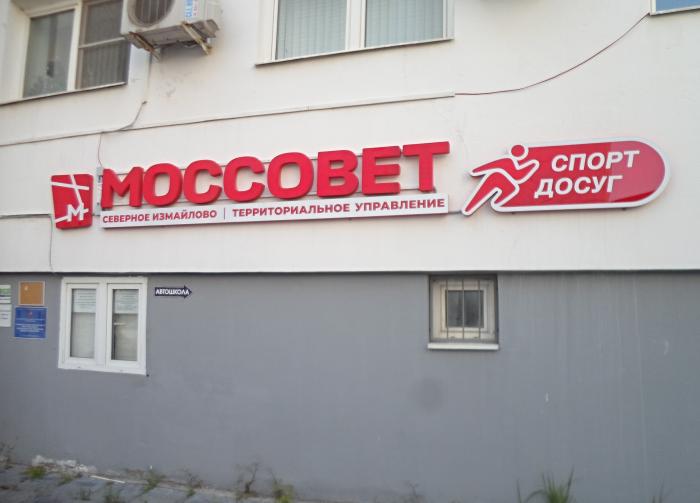 М
МОССОВЕТ
СЕВЕРНОЕ ИЗМАЙЛОВО | ТЕРРИТОРИАЛЬНОЕ УПРАВЛЕНИЕ
СПОРТ
ДОСУГ
АВТОШКОЛА